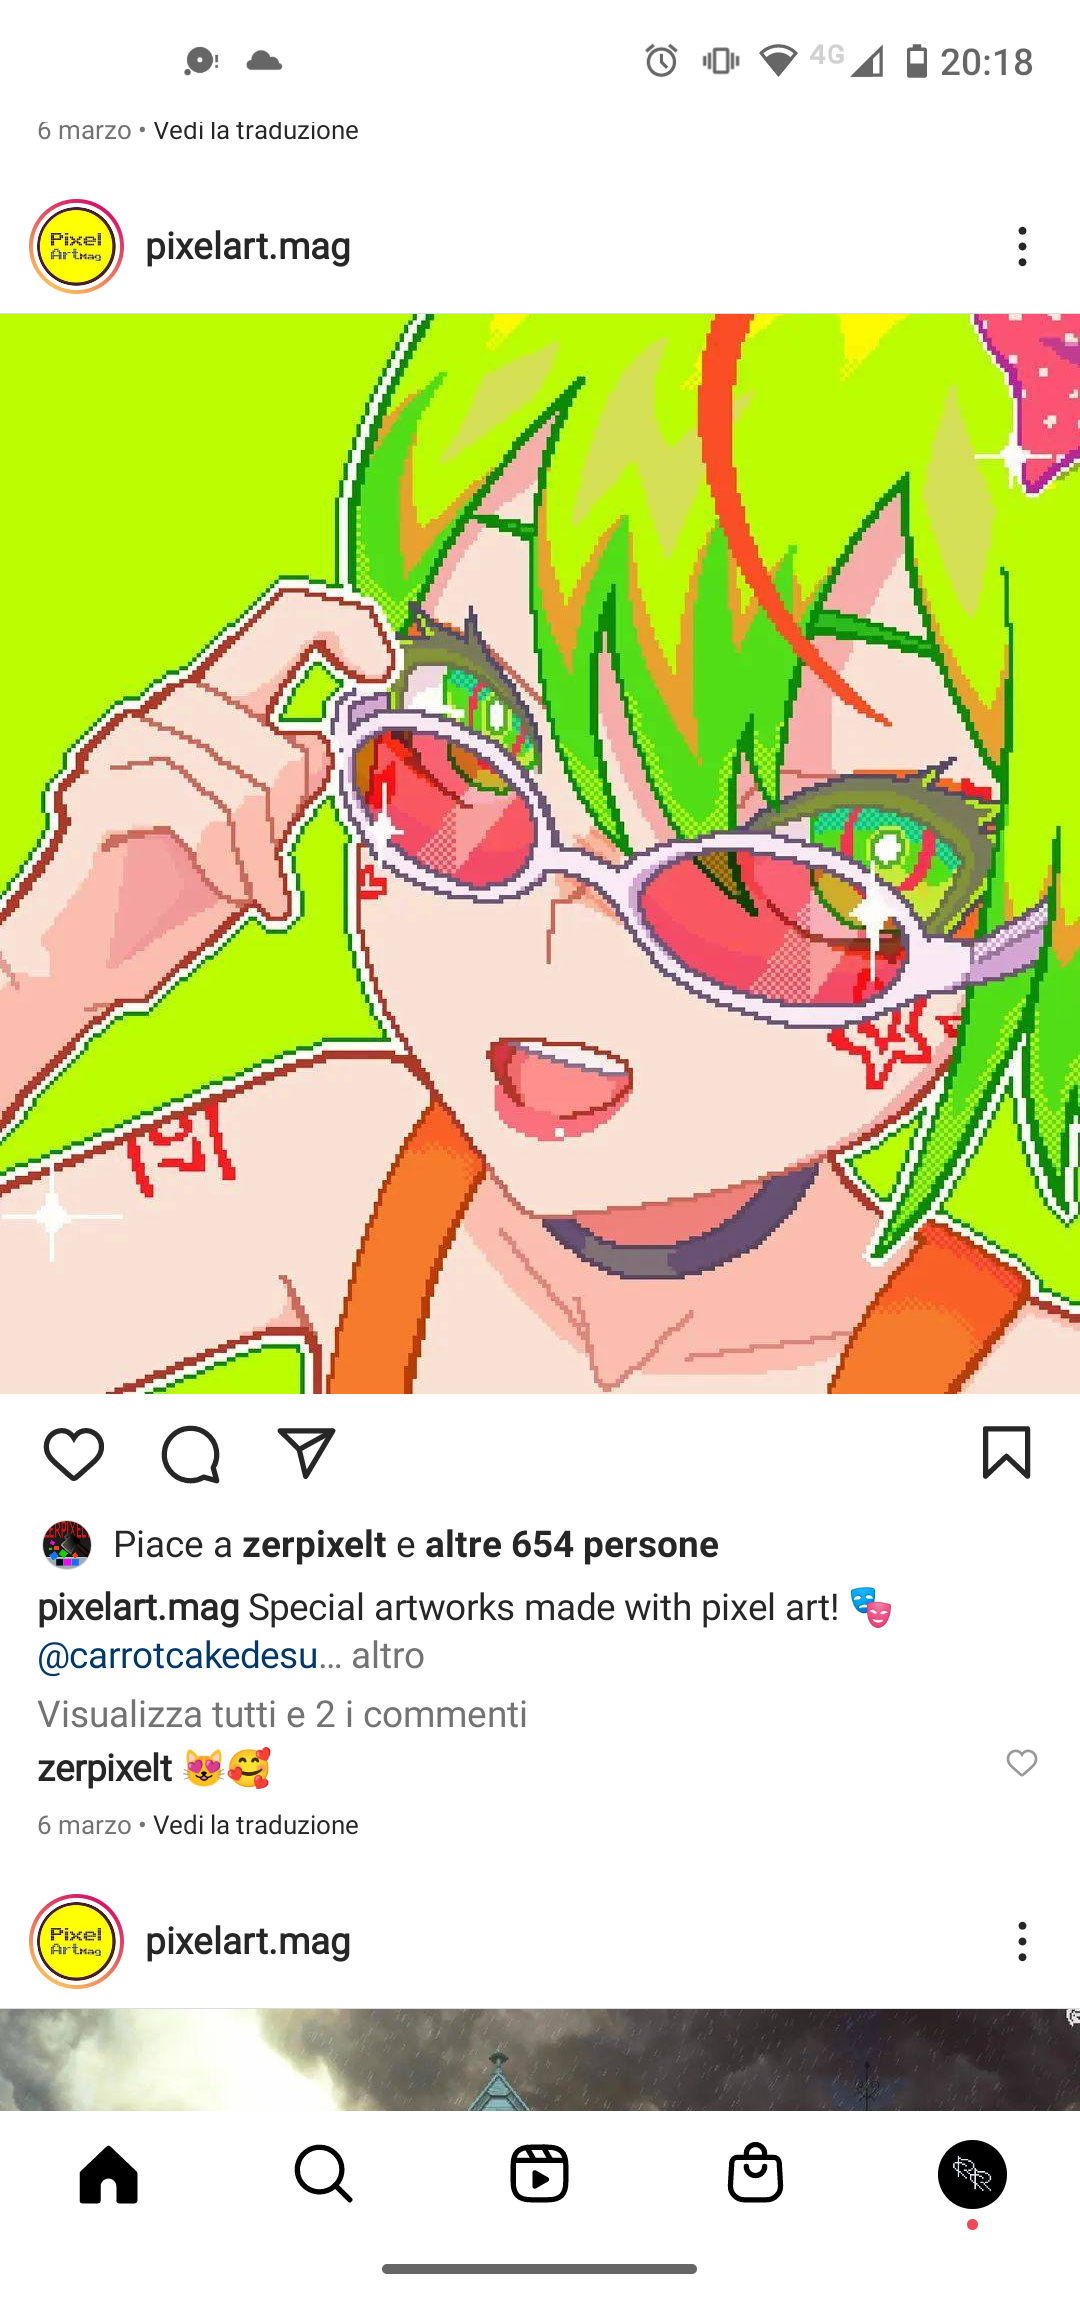 4G 20:18
6 marzo • Vedi la traduzione
Pixel
ArtMag
pixelart.mag
Piace a zerpixelt e altre 654 persone
pixelart.mag Special artworks made with pixel art! 🎭
@carrotcakedesu... altro
Visualizza tutti e 2 i commenti
zerpixelt 😻🥰
6 marzo • Vedi la traduzione
Pixel
ArtMag
pixelart.mag